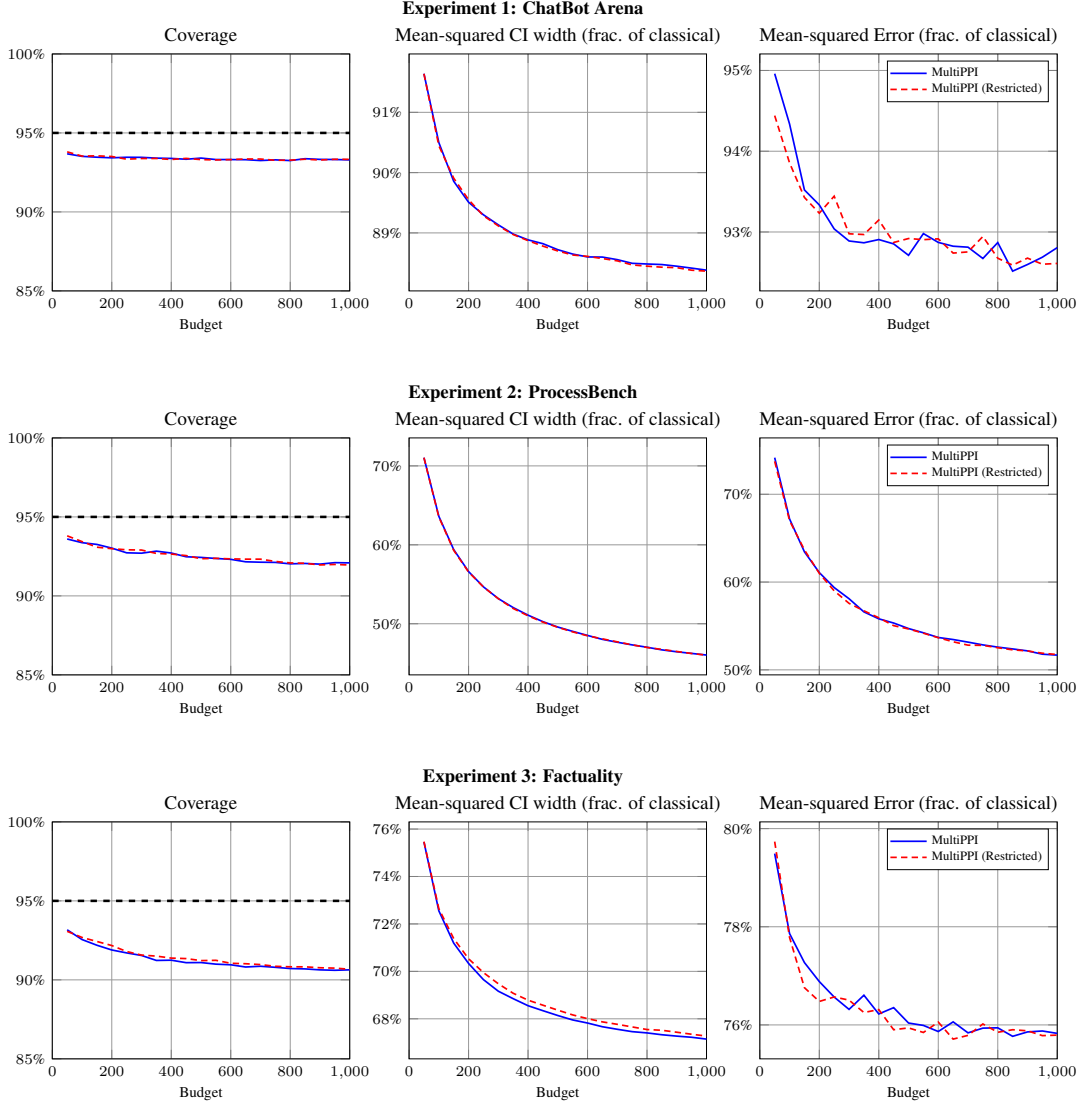 Experiment 1: ChatBot Arena
Coverage
100%
95%
90%
85%
0 200 400 600 800 1,000
Budget
Mean-squared CI width (frac. of classical)
91%
90%
89%
0 200 400 600 800 1,000
Budget
Mean-squared Error (frac. of classical)
MultiPPI
MultiPPI (Restricted)
95%
94%
93%
0 200 400 600 800 1,000
Budget
Experiment 2: ProcessBench
Coverage
100%
95%
90%
85%
0 200 400 600 800 1,000
Budget
Mean-squared CI width (frac. of classical)
70%
60%
50%
0 200 400 600 800 1,000
Budget
Mean-squared Error (frac. of classical)
MultiPPI
MultiPPI (Restricted)
70%
60%
50%
0 200 400 600 800 1,000
Budget
Experiment 3: Factuality
Coverage
100%
95%
90%
85%
0 200 400 600 800 1,000
Budget
Mean-squared CI width (frac. of classical)
76%
74%
72%
70%
68%
0 200 400 600 800 1,000
Budget
Mean-squared Error (frac. of classical)
MultiPPI
MultiPPI (Restricted)
80%
78%
76%
0 200 400 600 800 1,000
Budget